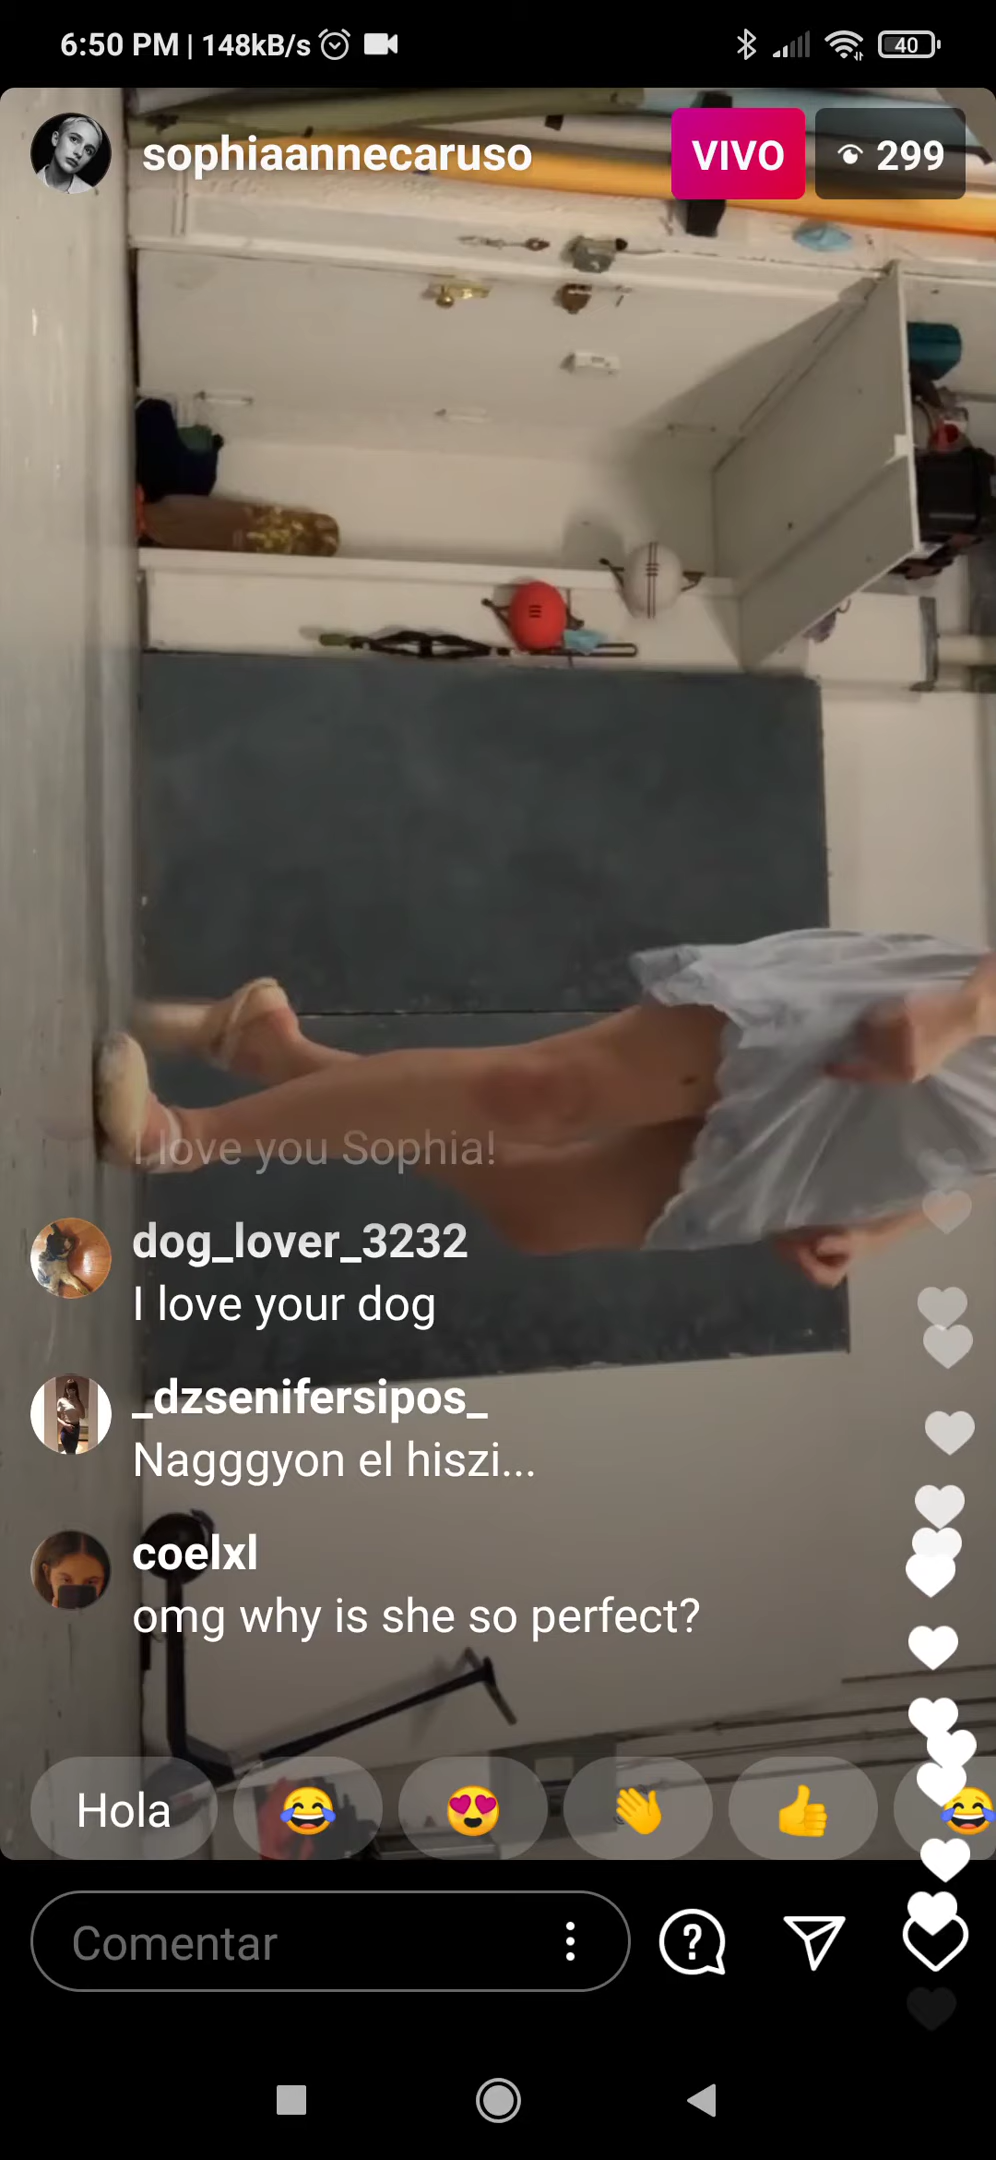 6:50 PM | 148kB/s
40
sophiaannecaruso
VIVO
299
I love you Sophia!
dog_lover_3232
I love your dog
_dzsenifersipos_
Nagggyon el hiszi...
coelxl
omg why is she so perfect?
Hola
Comentar